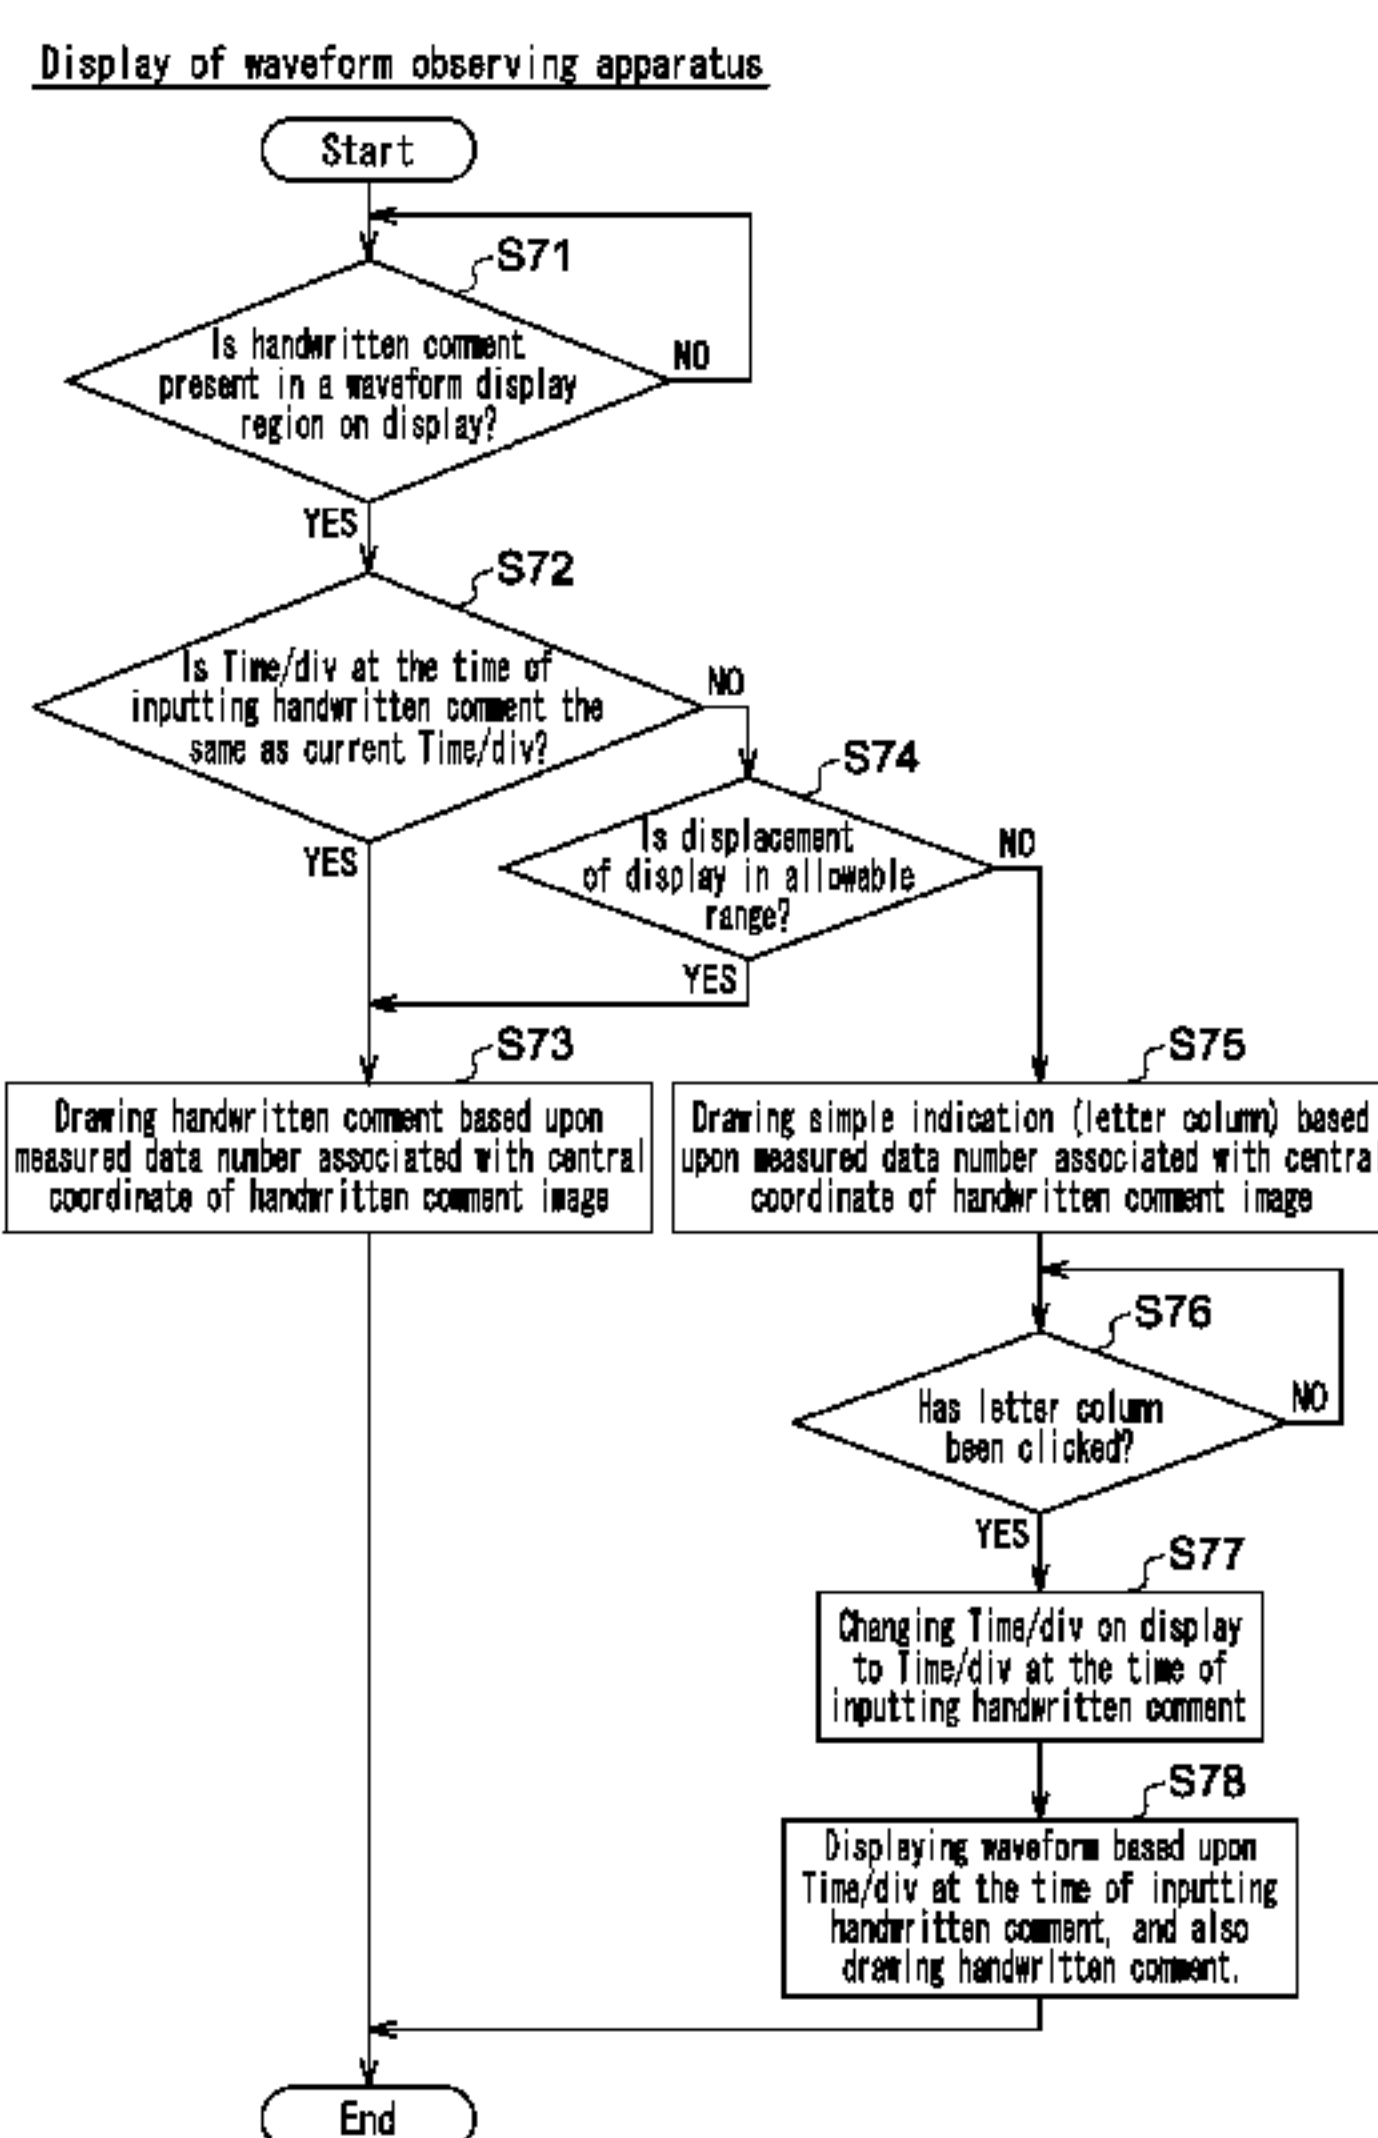 Display of waveform observing apparatus
Start
S71
Is handwritten comment
present in a waveform display
region on display?
NO
YES
S72
Is Time/div at the time of
inputting handwritten comment the
same as current Time/div?
NO
YES
S74
Is displacement
of display in allowable
range?
NO
YES
S73
Drawing handwritten comment based upon
measured data number associated with central
coordinate of handwritten comment image
S75
Drawing simple indication (letter column) based
upon measured data number associated with central
coordinate of handwritten comment image
S76
Has letter column
been clicked?
NO
YES
S77
Changing Time/div on display
to Time/div at the time of
inputting handwritten comment
S78
Displaying waveform based upon
Time/div at the time of inputting
handwritten comment, and also
drawing handwritten comment.
End